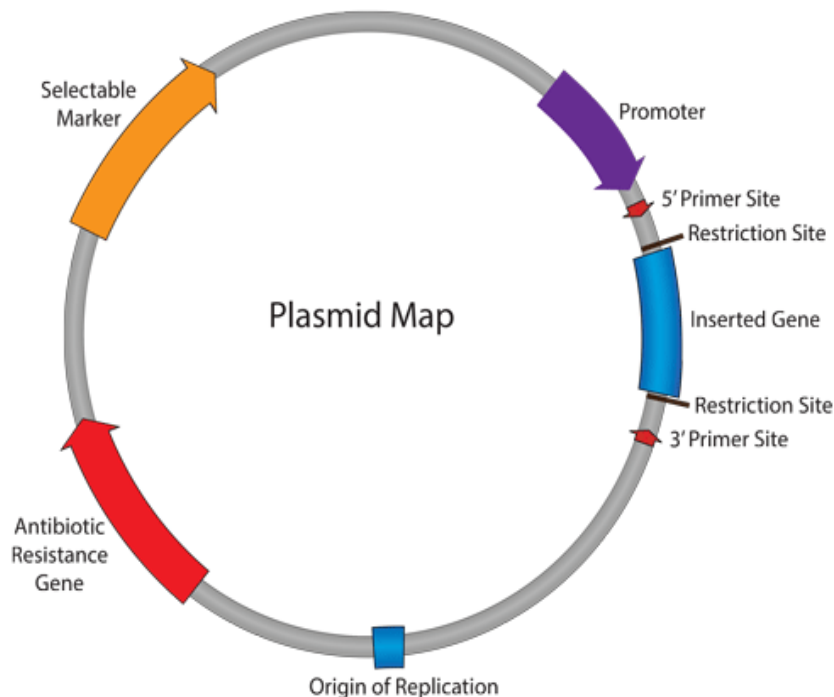 Selectable
Marker
Promoter
5' Primer Site
Restriction Site
Plasmid Map
Inserted Gene
Restriction Site
3' Primer Site
Antibiotic
Resistance
Gene
Origin of Replication